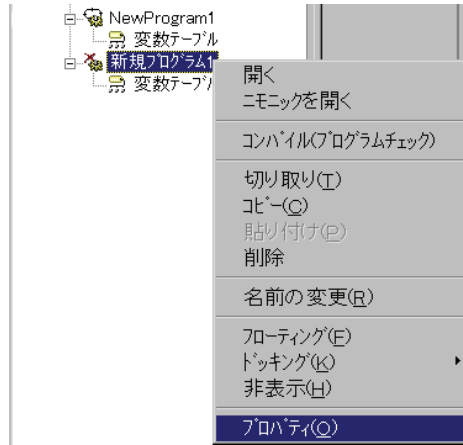 NewProgram1
変数テーブル
新規プログラム1
変数テーブル
開く
ニモニックを開く
コンパイル(プログラムチェック)
切り取り(T)
コピー(C)
貼り付け(P)
削除
名前の変更(R)
フローティング(F)
ドッキング(K)
非表示(H)
プロパティ(O)